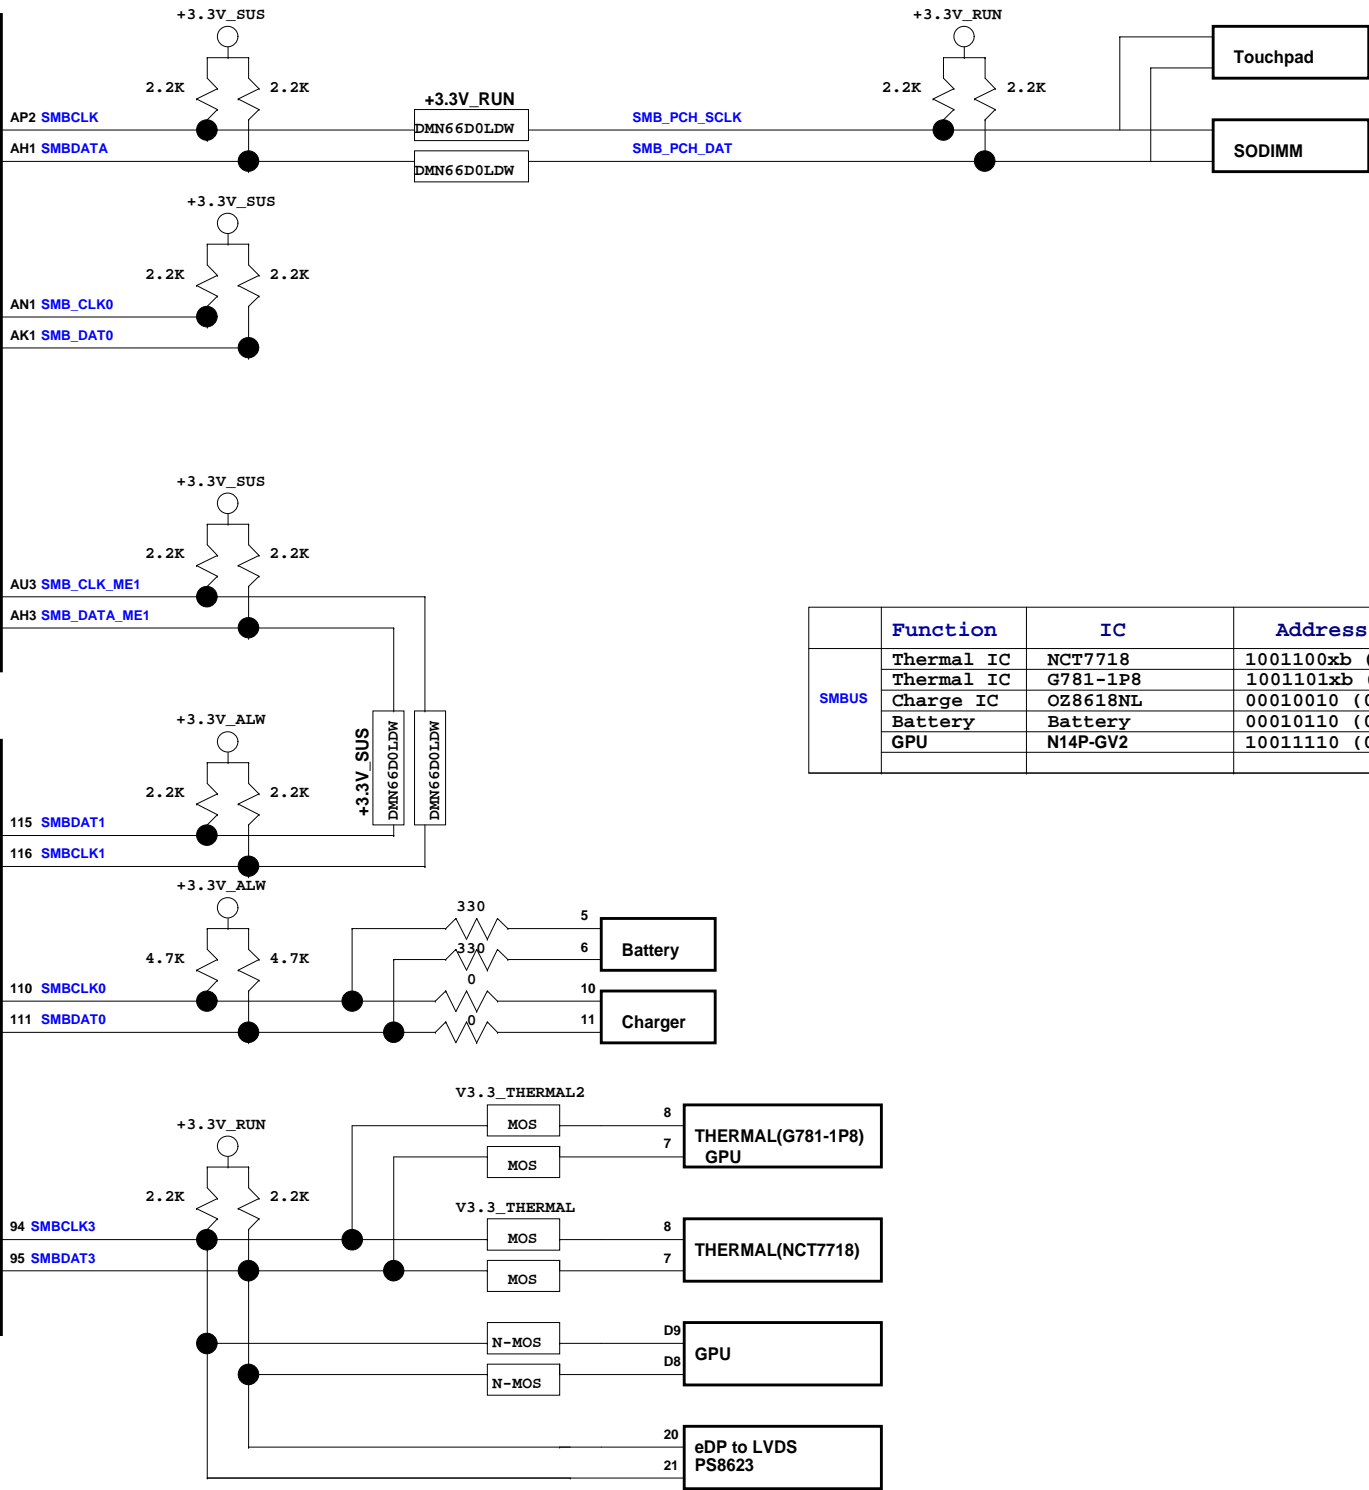 +3.3V_SUS
+3.3V_RUN
2.2K 2.2K
2.2K 2.2K
Touchpad
+3.3V_RUN
AP2 SMBCLK
DMN66D0LDW
SMB_PCH_SCLK
AH1 SMBDATA
DMN66D0LDW
SMB_PCH_DAT
SODIMM
+3.3V_SUS
2.2K 2.2K
AN1 SMB_CLK0
AK1 SMB_DAT0
+3.3V_SUS
2.2K 2.2K
AU3 SMB_CLK_ME1
AH3 SMB_DATA_ME1
Function IC Address
SMBUS
Thermal IC NCT7718 1001100xb (
Thermal IC G781-1P8 1001101xb (
Charge IC OZ8618NL 00010010 (0
Battery Battery 00010110 (0
GPU N14P-GV2 10011110 (0
+3.3V_ALW
+3.3V_SUS
DMN66D0LDW
DMN66D0LDW
2.2K 2.2K
115 SMBDAT1
116 SMBCLK1
+3.3V_ALW
4.7K 4.7K
330 5
330 6
Battery
110 SMBCLK0
0 10
111 SMBDAT0
0 11
Charger
V3.3_THERMAL2
+3.3V_RUN
MOS 8
MOS 7
THERMAL(G781-1P8)
GPU
2.2K 2.2K
V3.3_THERMAL
94 SMBCLK3
MOS 8
95 SMBDAT3
MOS 7
THERMAL(NCT7718)
N-MOS D9
N-MOS D8
GPU
20
21
eDP to LVDS
PS8623